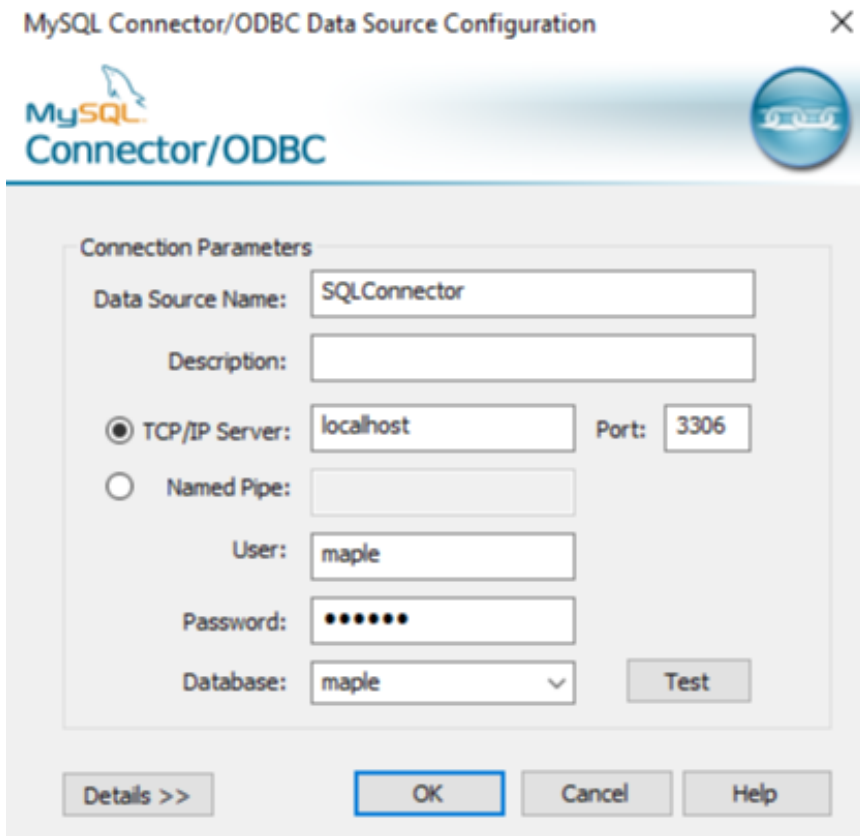 MySQL Connector/ODBC Data Source Configuration
MySQL
Connector/ODBC
Connection Parameters
Data Source Name: SQLConnector
Description:
TCP/IP Server: localhost Port: 3306
Named Pipe:
User: maple
Password: ••••••
Database: maple Test
Details >> OK Cancel Help